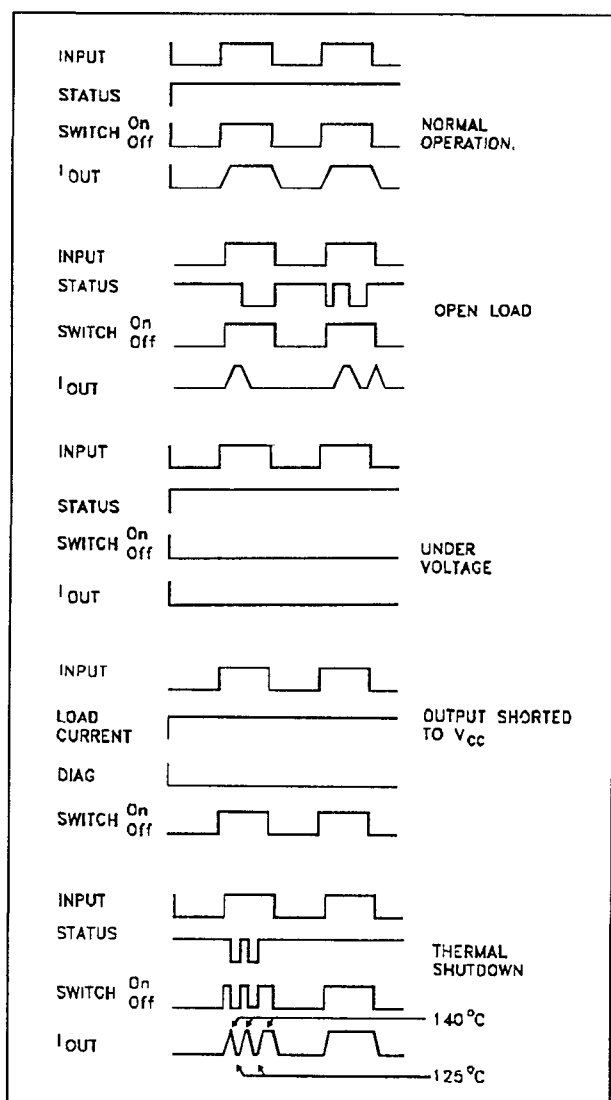 INPUT
STATUS
SWITCH On
Off
I OUT
NORMAL
OPERATION.
INPUT
STATUS
SWITCH On
Off
I OUT
OPEN LOAD
INPUT
STATUS
SWITCH On
Off
I OUT
UNDER
VOLTAGE
INPUT
LOAD
CURRENT
DIAG
SWITCH On
Off
OUTPUT SHORTED
TO VCC
INPUT
STATUS
SWITCH On
Off
I OUT
THERMAL
SHUTDOWN
140°C
125°C